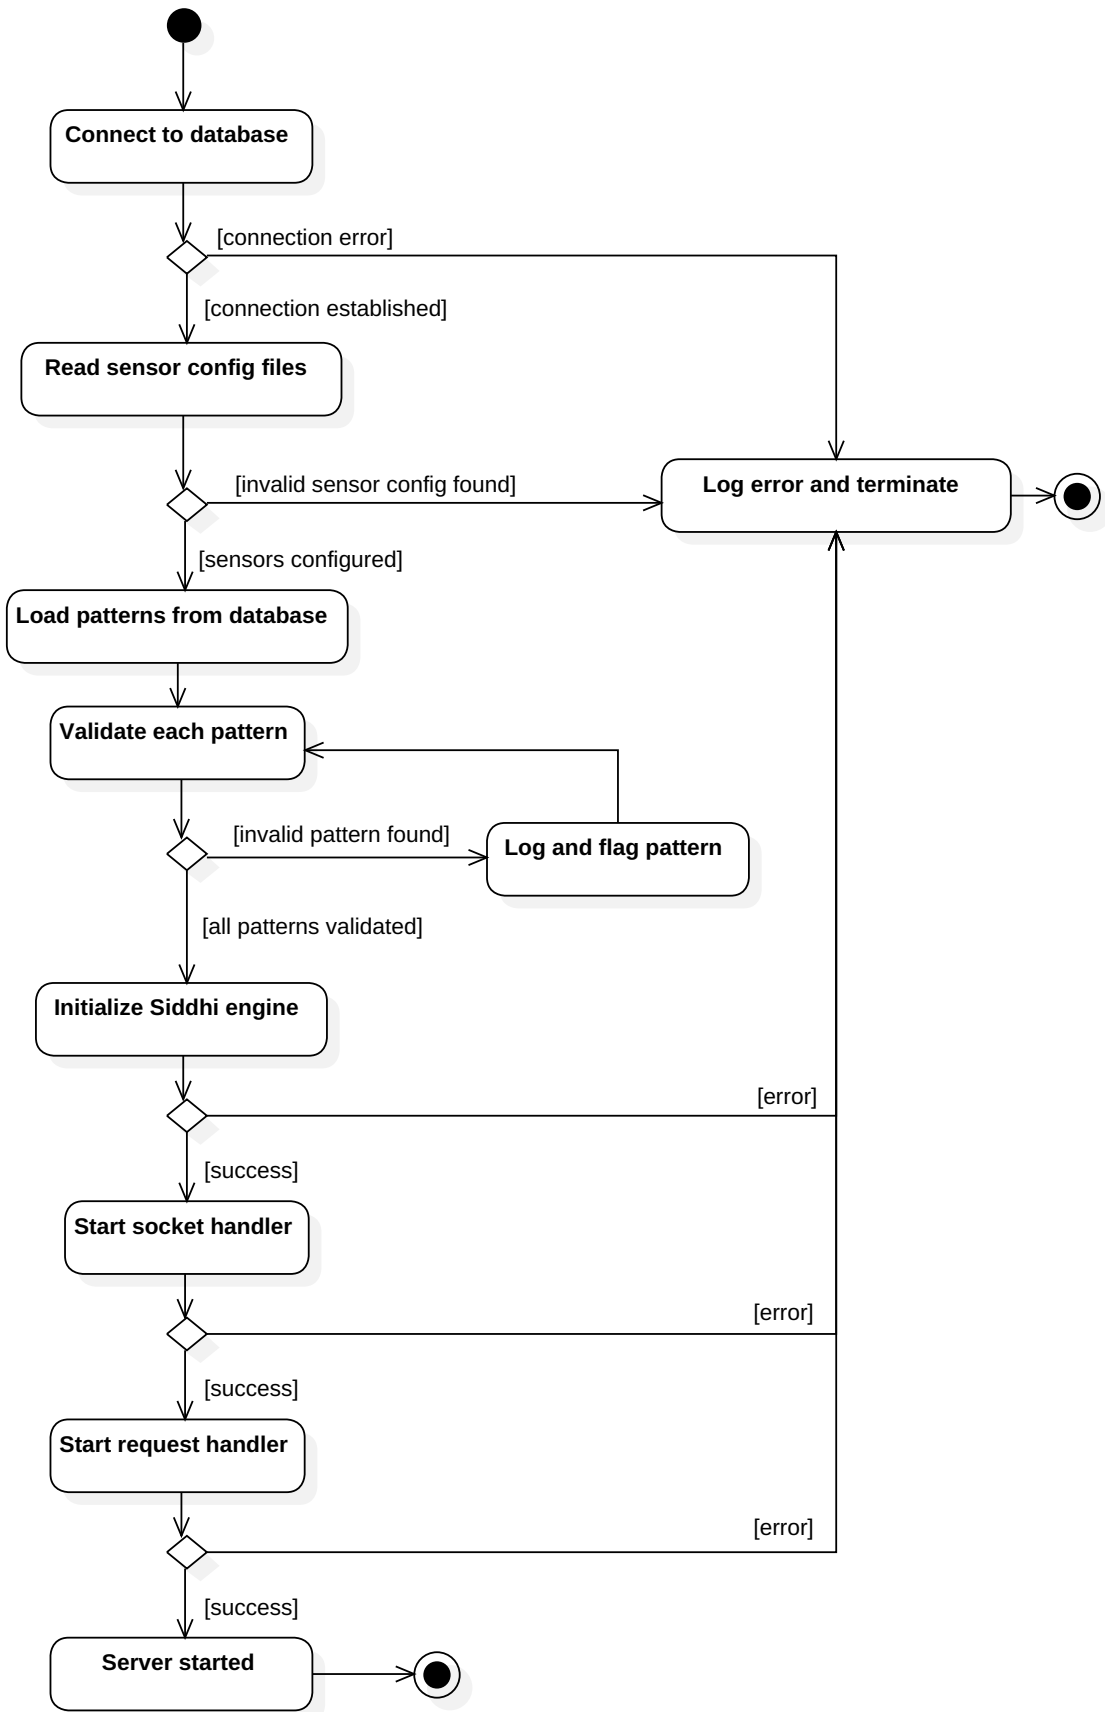 Connect to database
[connection error]
[connection established]
Read sensor config files
[invalid sensor config found]
Log error and terminate
[sensors configured]
Load patterns from database
Validate each pattern
[invalid pattern found]
Log and flag pattern
[all patterns validated]
Initialize Siddhi engine
[error]
[success]
Start socket handler
[error]
[success]
Start request handler
[error]
[success]
Server started